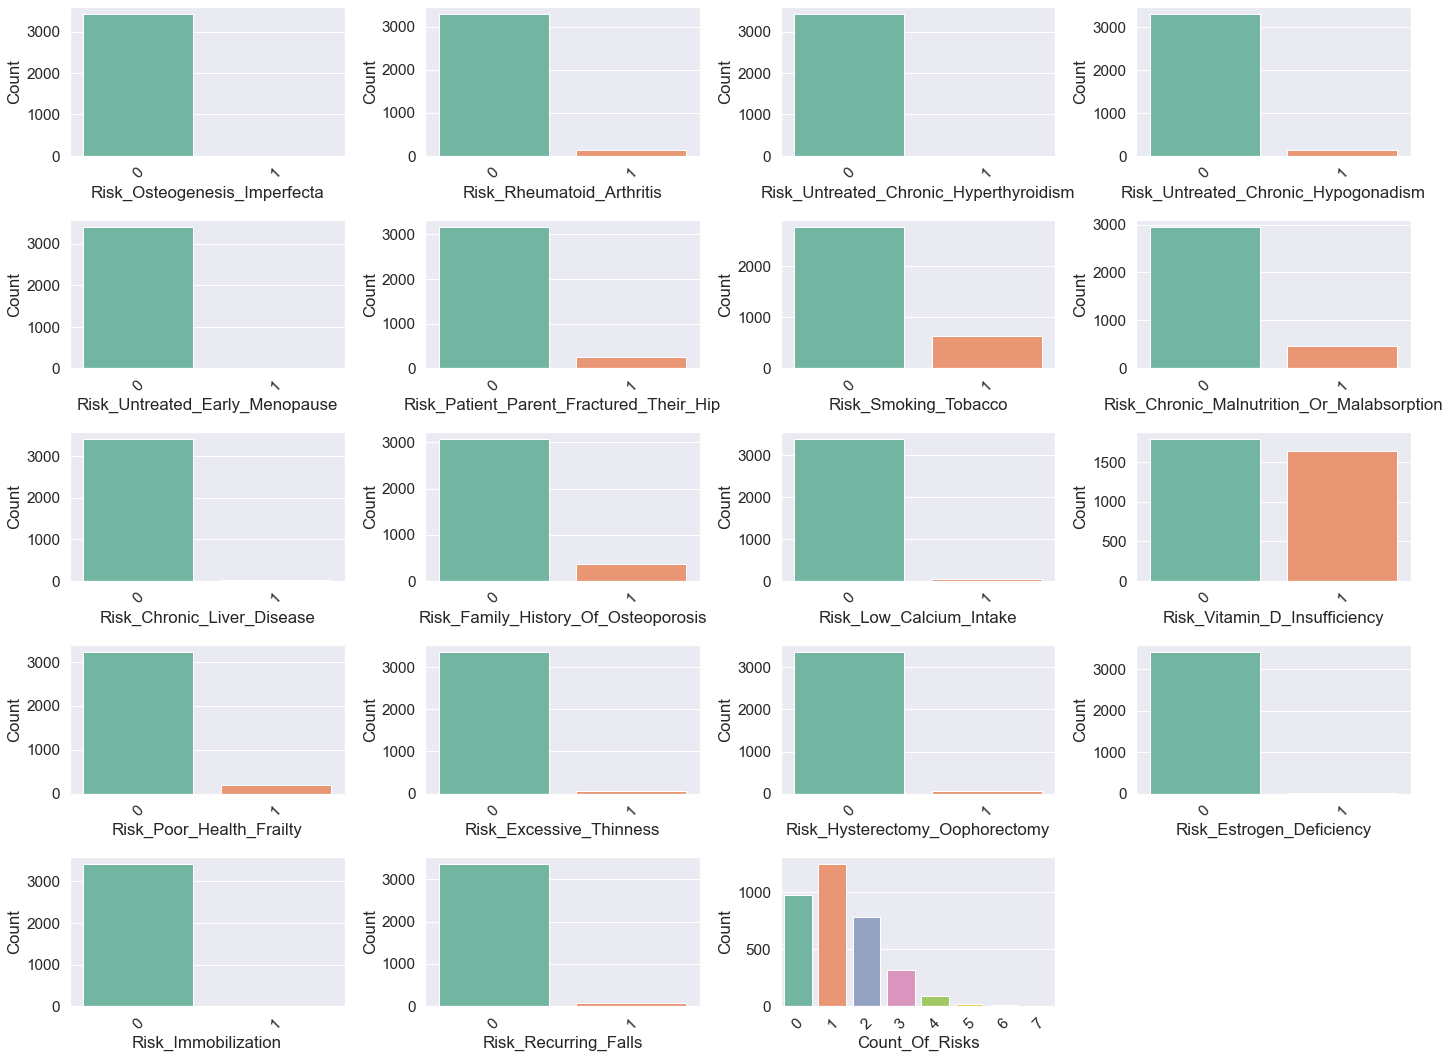 3000
2000
1000
0
Count
0 1
Risk_Osteogenesis_Imperfecta
3000
2000
1000
0
Count
0 1
Risk_Rheumatoid_Arthritis
3000
2000
1000
0
Count
0 1
Risk_Untreated_Chronic_Hyperthyroidism
3000
2000
1000
0
Count
0 1
Risk_Untreated_Chronic_Hypogonadism
3000
2000
1000
0
Count
0 1
Risk_Untreated_Early_Menopause
3000
2000
1000
0
Count
0 1
Risk_Patient_Parent_Fractured_Their_Hip
2000
1000
0
Count
0 1
Risk_Smoking_Tobacco
3000
2000
1000
0
Count
0 1
Risk_Chronic_Malnutrition_Or_Malabsorption
3000
2000
1000
0
Count
0 1
Risk_Chronic_Liver_Disease
3000
2000
1000
0
Count
0 1
Risk_Family_History_Of_Osteoporosis
3000
2000
1000
0
Count
0 1
Risk_Low_Calcium_Intake
1500
1000
500
0
Count
0 1
Risk_Vitamin_D_Insufficiency
3000
2000
1000
0
Count
0 1
Risk_Poor_Health_Frailty
3000
2000
1000
0
Count
0 1
Risk_Excessive_Thinness
3000
2000
1000
0
Count
0 1
Risk_Hysterectomy_Oophorectomy
3000
2000
1000
0
Count
0 1
Risk_Estrogen_Deficiency
3000
2000
1000
0
Count
0 1
Risk_Immobilization
3000
2000
1000
0
Count
0 1
Risk_Recurring_Falls
1000
500
0
Count
0 1 2 3 4 5 6 7
Count_Of_Risks